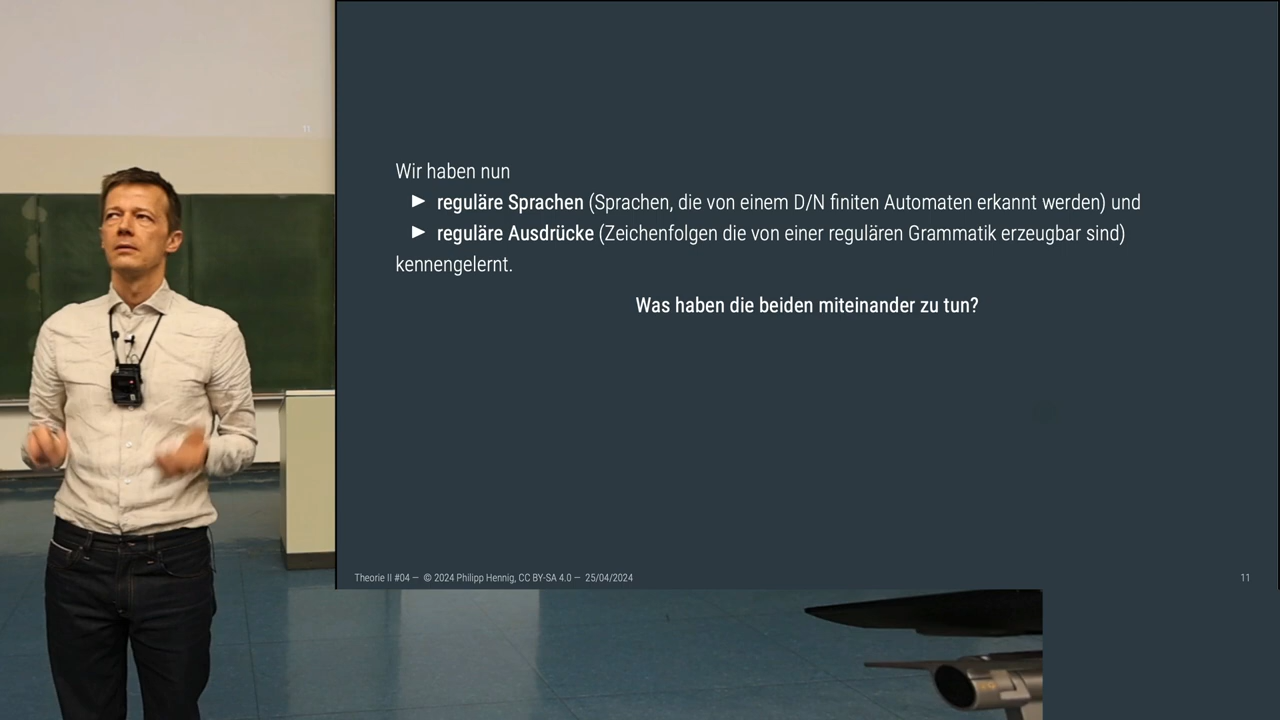 11
Wir haben nun
► reguläre Sprachen (Sprachen, die von einem D/N finiten Automaten erkannt werden) und
► reguläre Ausdrücke (Zeichenfolgen die von einer regulären Grammatik erzeugbar sind)
kennengelernt.
Was haben die beiden miteinander zu tun?
Theorie II #04 — © 2024 Philipp Hennig, CC BY-SA 4.0 — 25/04/2024
11